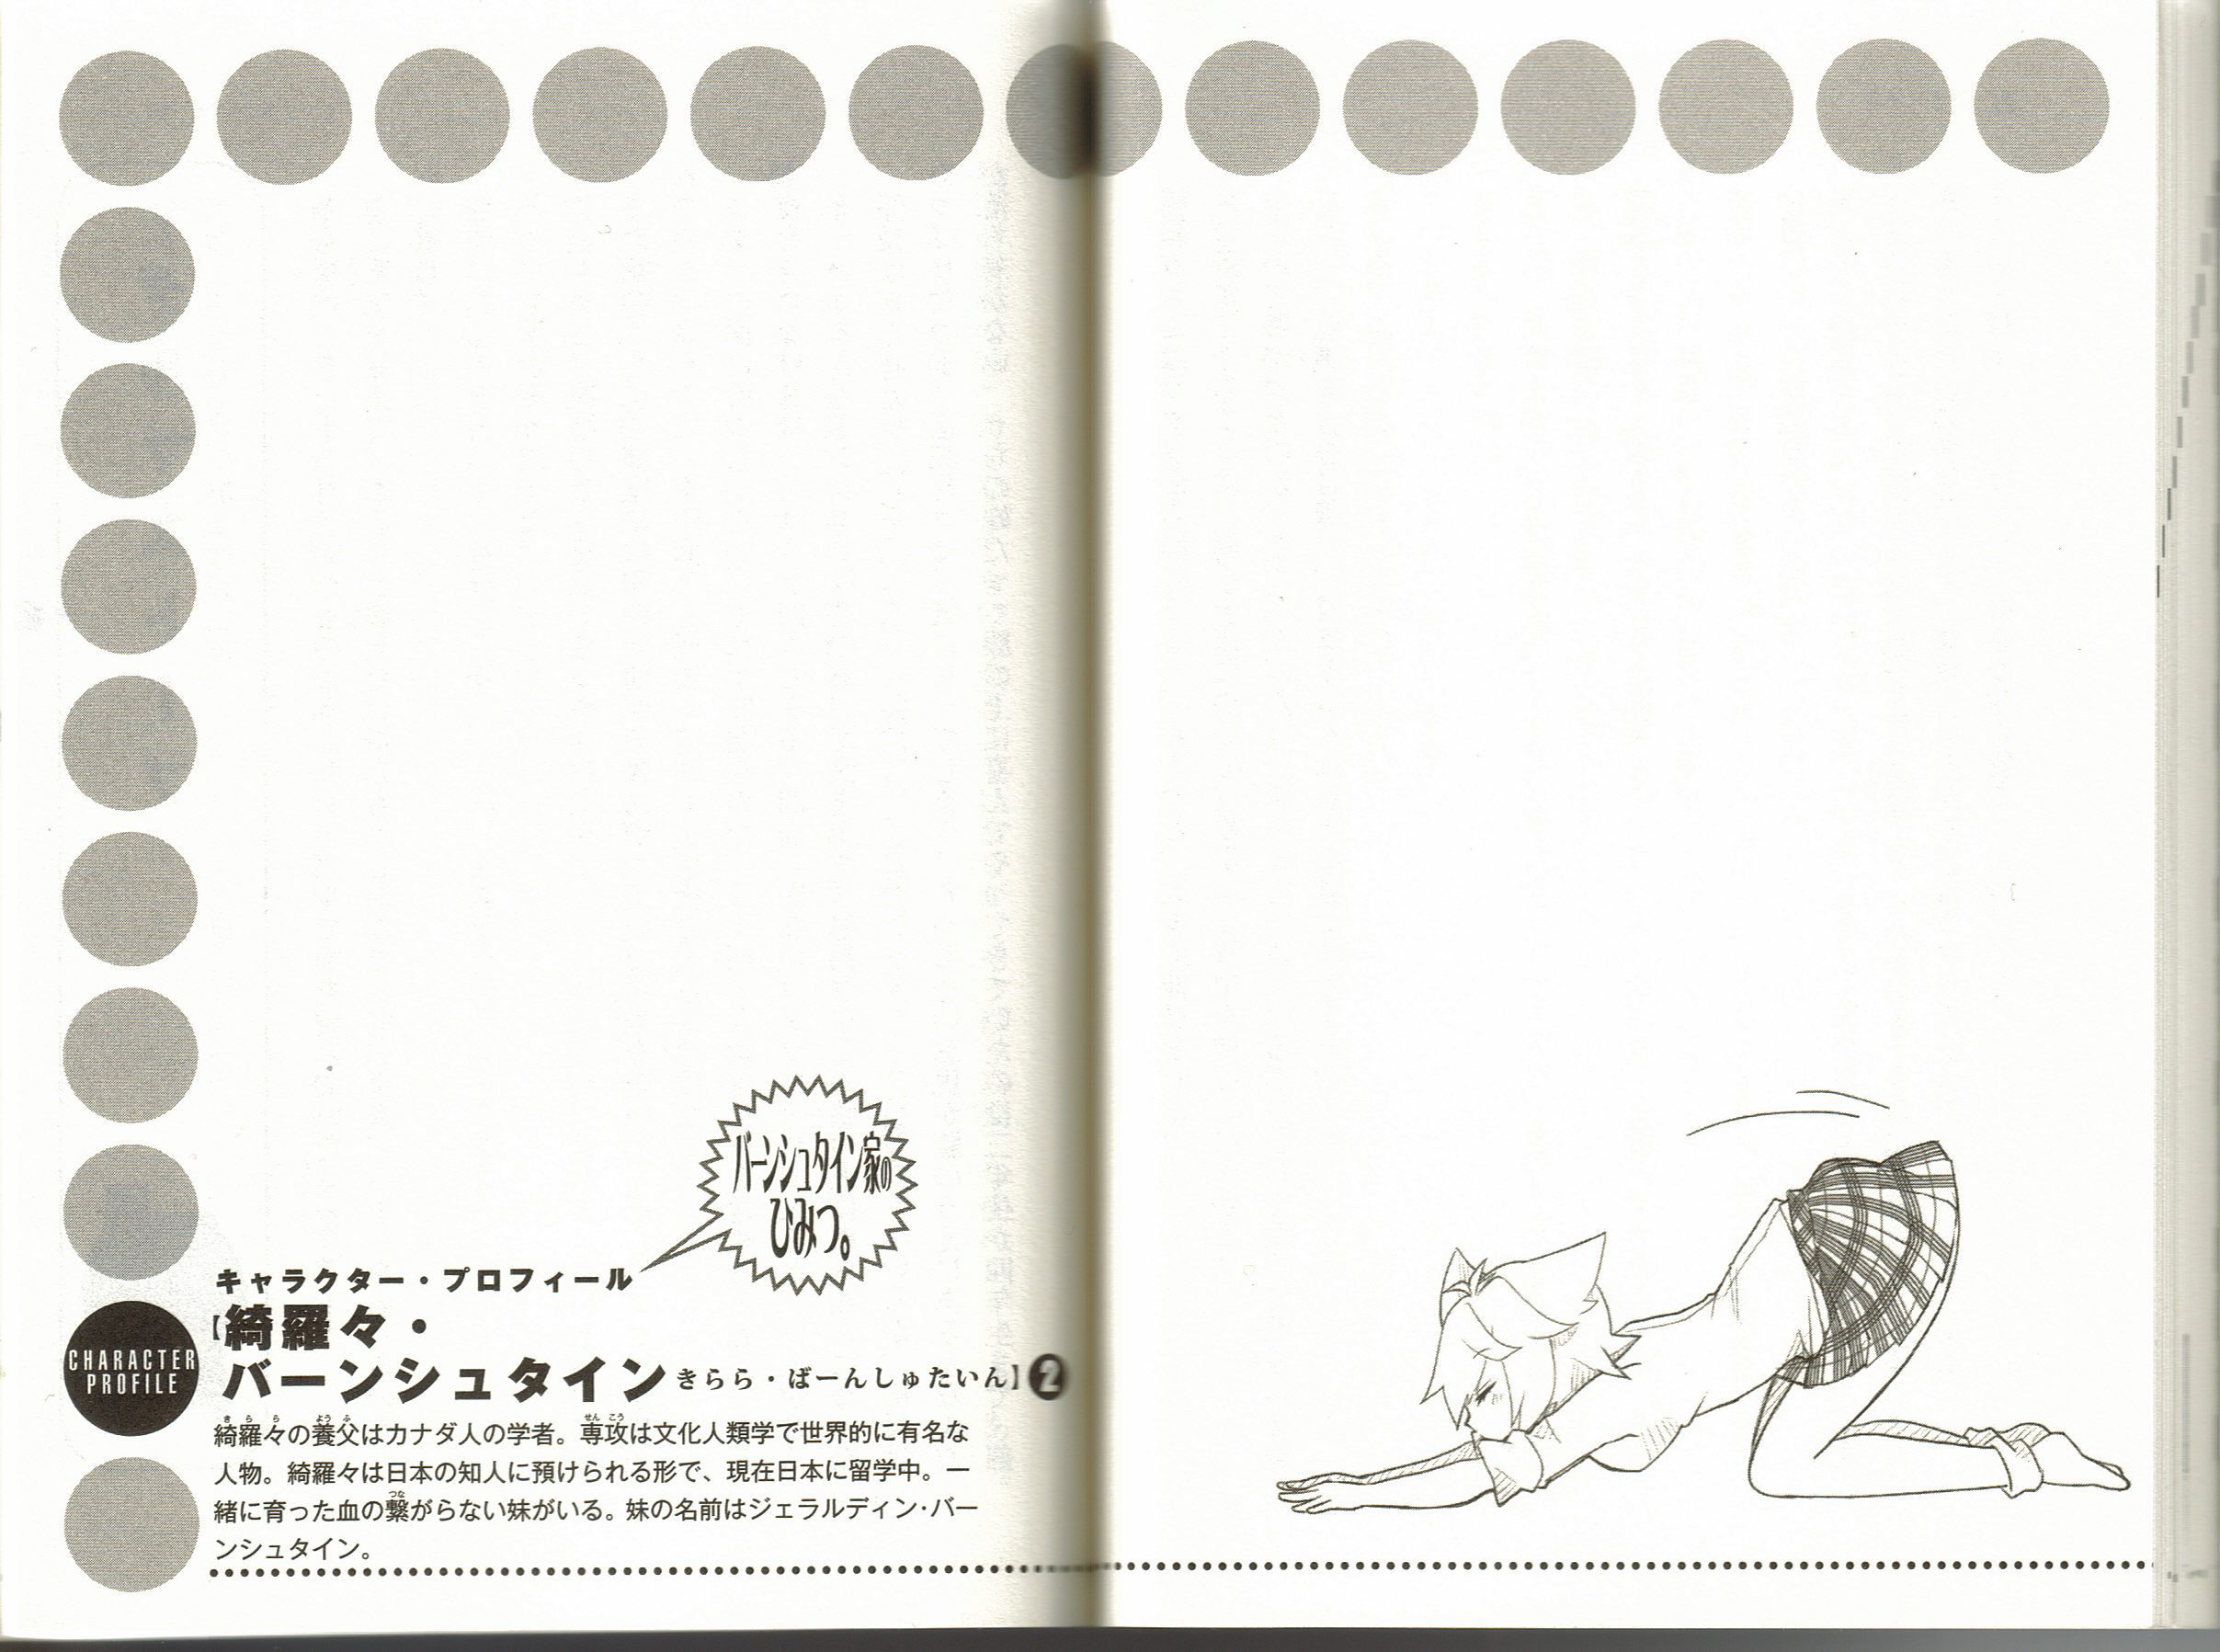 バーンシュタイン家の
ひみつ。
キャラクター・プロフィール
【綺羅々・
バーンシュタインきらら・ばーんしゅたいん】❷
CHARACTER
PROFILE
綺羅々の養父はカナダ人の学者。専攻は文化人類学で世界的に有名な
人物。綺羅々は日本の知人に預けられる形で、現在日本に留学中。一
緒に育った血の繋がらない妹がいる。妹の名前はジェラルディン・バー
ンシュタイン。